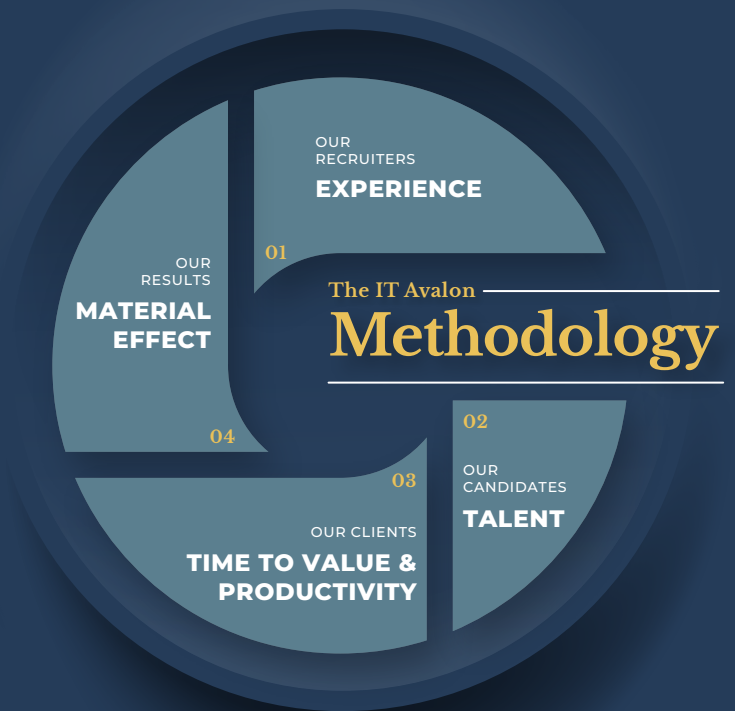 The IT Avalon
Methodology
OUR
RECRUITERS
EXPERIENCE
01
02
OUR
CANDIDATES
TALENT
03
OUR CLIENTS
TIME TO VALUE &
PRODUCTIVITY
OUR
RESULTS
MATERIAL
EFFECT
04